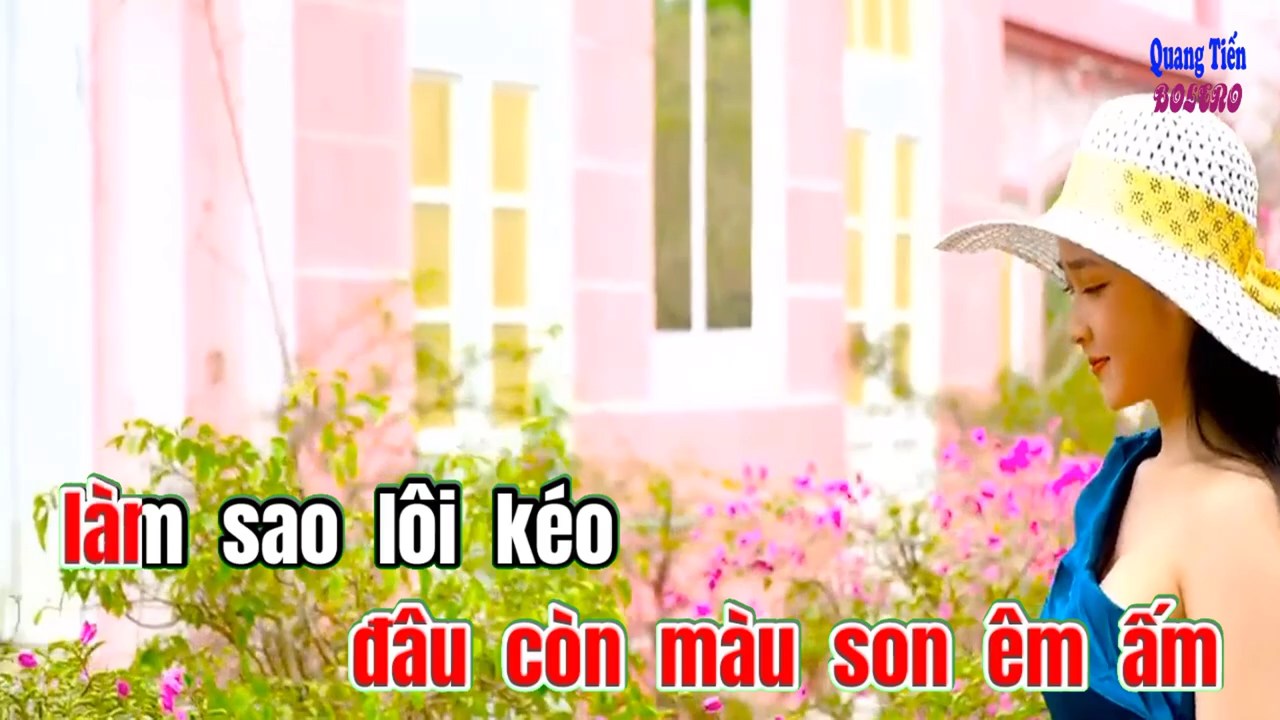 Quang Tiến
BOLERO
làm sao lôi kéo
đâu còn màu son êm ấm